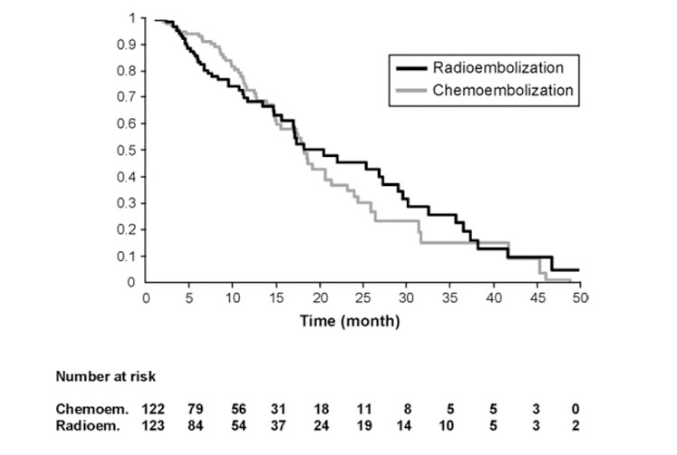 1
0.9
0.8
0.7
0.6
0.5
0.4
0.3
0.2
0.1
0
Radioembolization
Chemoembolization
0 5 10 15 20 25 30 35 40 45 50
Time (month)
Number at risk
Chemoem. 122 79 56 31 18 11 8 5 5 3 0
Radioem. 123 84 54 37 24 19 14 10 5 3 2